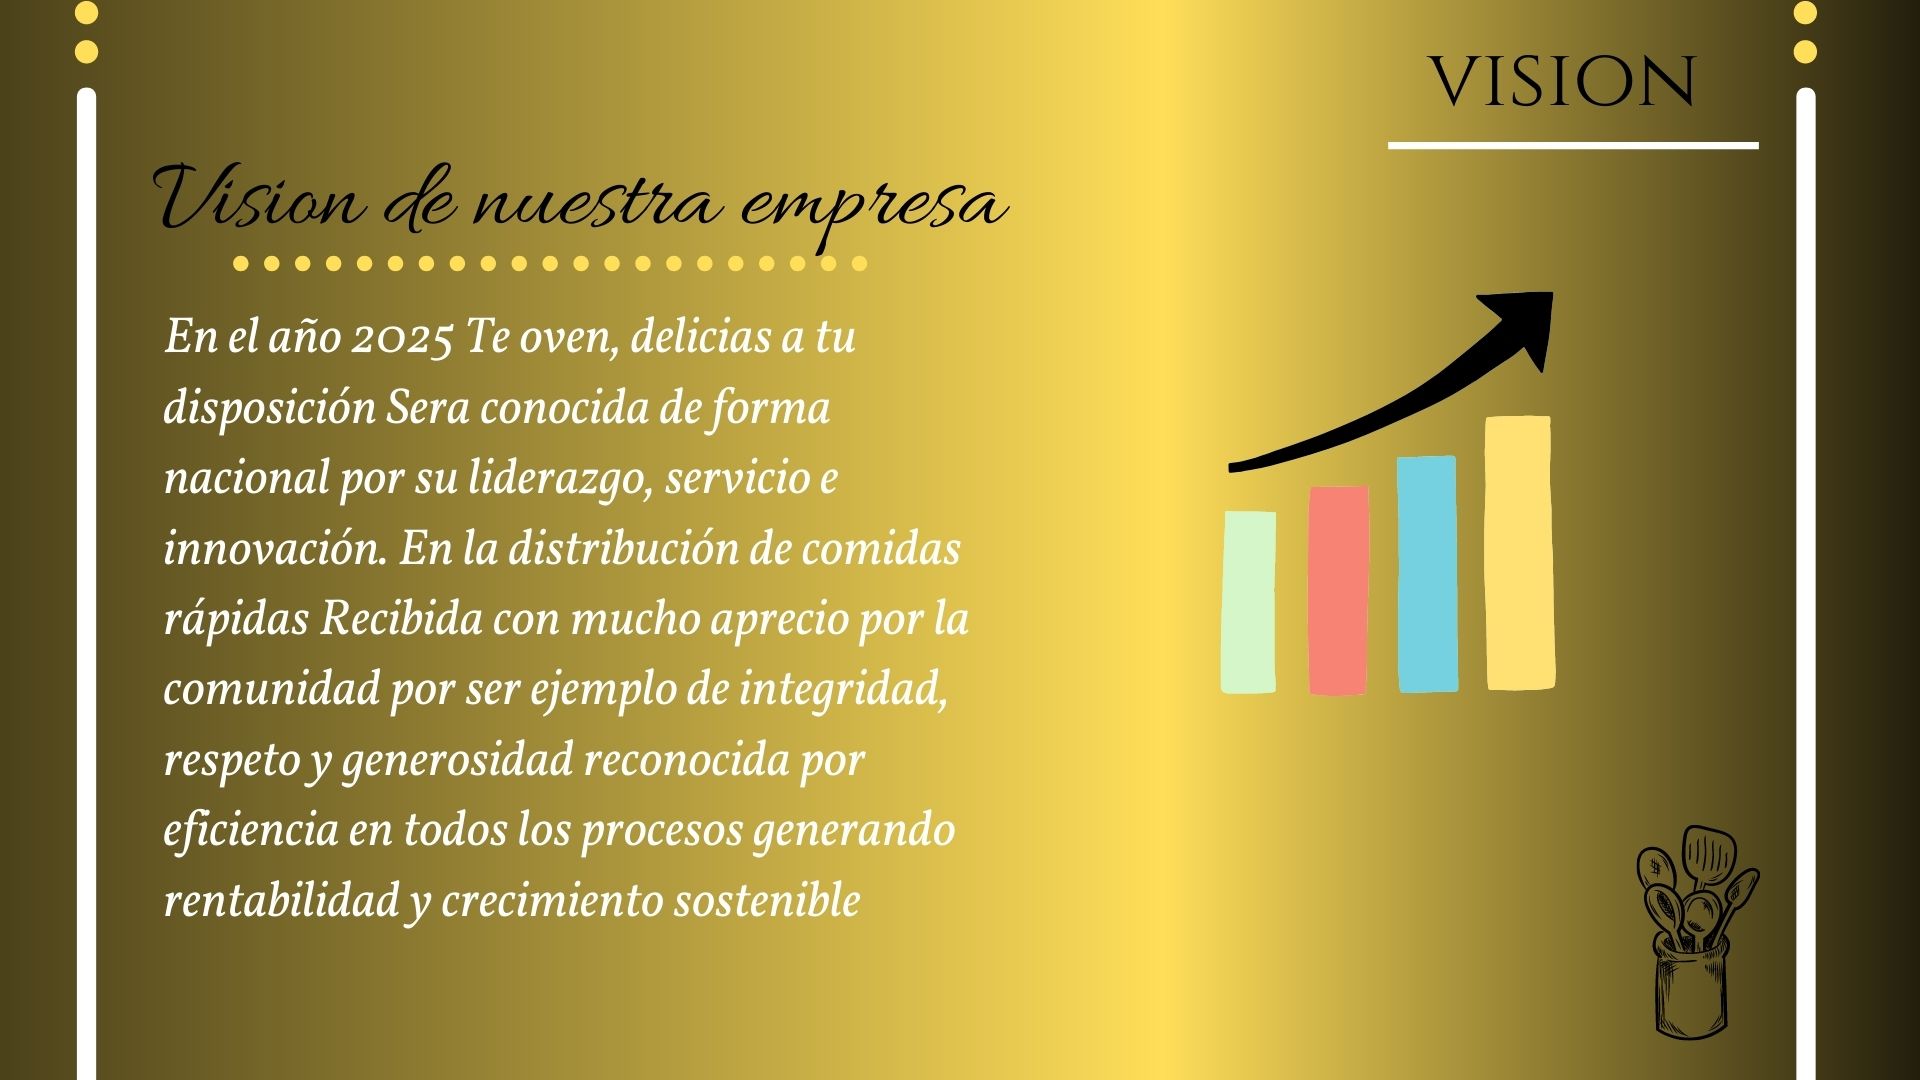 VISION
Vision de nuestra empresa
En el año 2025 Te oven, delicias a tu
disposición Sera conocida de forma
nacional por su liderazgo, servicio e
innovación. En la distribución de comidas
rápidas Recibida con mucho aprecio por la
comunidad por ser ejemplo de integridad,
respeto y generosidad reconocida por
eficiencia en todos los procesos generando
rentabilidad y crecimiento sostenible